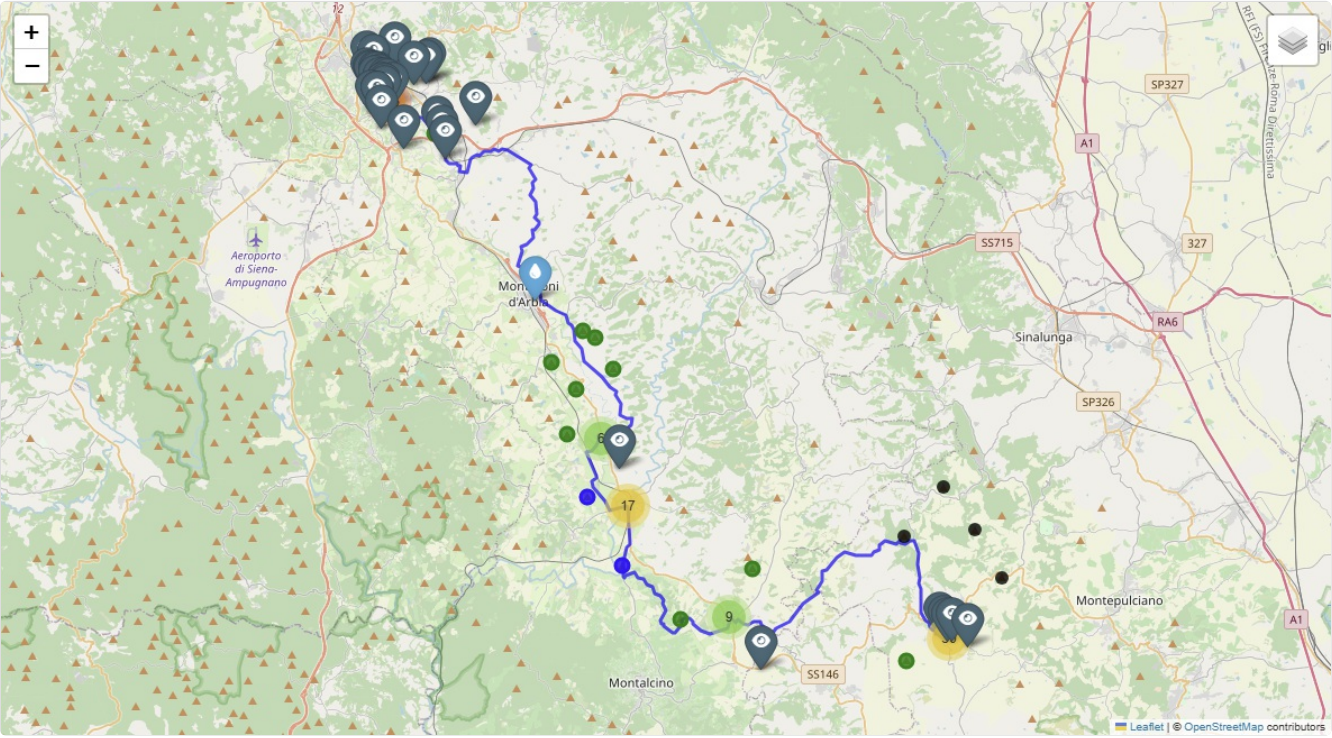 +
−
12
RFI (FS) Firenze-Roma Direttissima
SP327
A1
Aeroporto
di Siena-
Ampugnano
SS715
327
d'Arbia
RA6
Sinalunga
SP326
6
17
9
Montepulciano
A1
SS146
Montalcino
Leaflet | © OpenStreetMap contributors